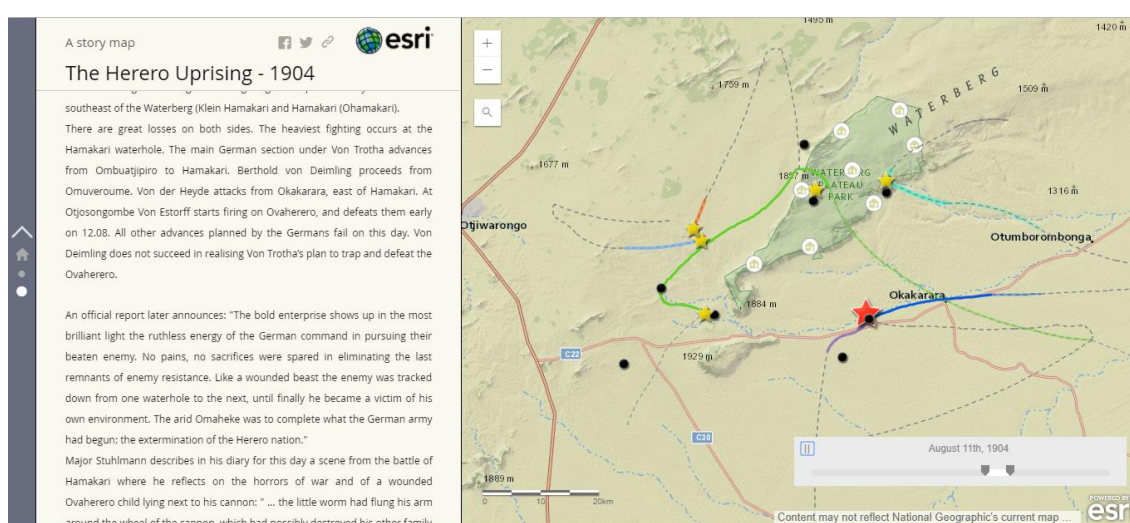 A story map
esri
The Herero Uprising - 1904
southeast of the Waterberg (Klein Hamakari and Hamakari (Ohamakari).
There are great losses on both sides. The heaviest fighting occurs at the
Hamakari waterhole. The main German section under Von Trotha advances
from Ombuatjipiro to Hamakari. Berthold von Deimling proceeds from
Omuveroume. Von der Heyde attacks from Okakarara, east of Hamakari. At
Otjosongombe Von Estorff starts firing on Ovaherero, and defeats them early
on 12.08. All other advances planned by the Germans fail on this day. Von
Deimling does not succeed in realising Von Trotha's plan to trap and defeat the
Ovaherero.
An official report later announces: "The bold enterprise shows up in the most
brilliant light the ruthless energy of the German command in pursuing their
beaten enemy. No pains, no sacrifices were spared in eliminating the last
remnants of enemy resistance. Like a wounded beast the enemy was tracked
down from one waterhole to the next, until finally he became a victim of his
own environment. The arid Omaheke was to complete what the German army
had begun: the extermination of the Herero nation."
Major Stuhlmann describes in his diary for this day a scene from the battle of
Hamakari where he reflects on the horrors of war and of a wounded
Ovaherero child lying next to his cannon: " ... the little worm had flung his arm
around the wheel of the cannon, which had possibly destroyed his other family
1495 m
1420 m
1759 m
1509 m
WATERBERG
1677 m
1857 m
WATERBERG
PLATEAU
PARK
1316 m
Otjiwarongo
Otumborombonga
Okakarara
1884 m
C22
1929 m
C30
August 11th, 1904
1889 m
0 10 20km
POWERED BY
esri
Content may not reflect National Geographic's current map ...